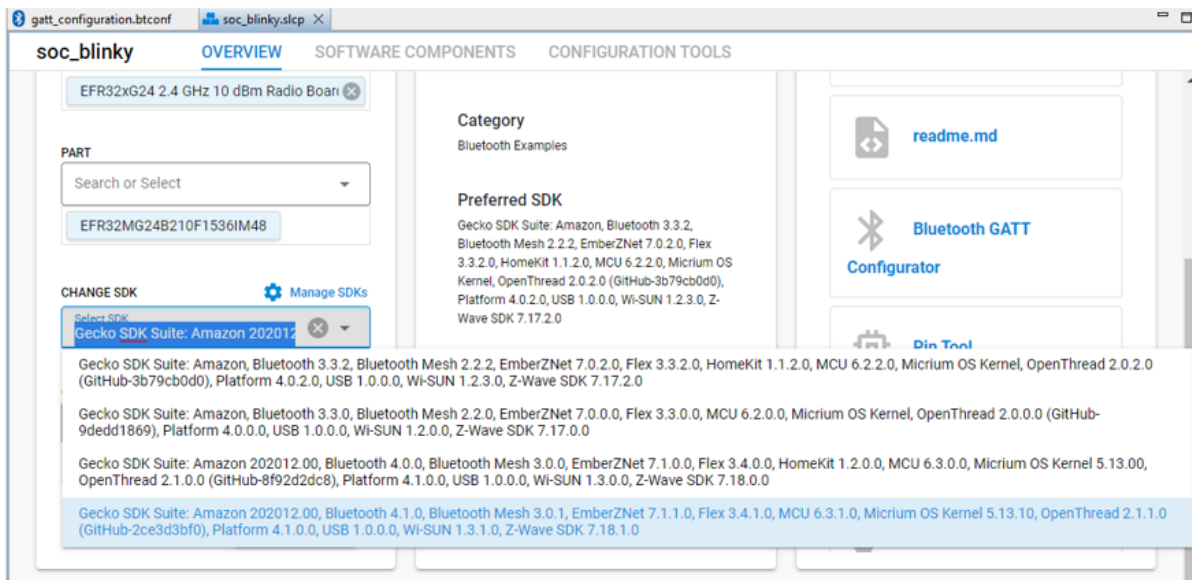 gatt_configuration.btconf
soc_blinky.slcp
soc_blinky
OVERVIEW
SOFTWARE COMPONENTS
CONFIGURATION TOOLS
EFR32xG24 2.4 GHz 10 dBm Radio Boar
PART
Search or Select
EFR32MG24B210F1536IM48
CHANGE SDK
Manage SDKs
Select SDK
Gecko SDK Suite: Amazon 202012
Category
Bluetooth Examples
Preferred SDK
Gecko SDK Suite: Amazon, Bluetooth 3.3.2,
Bluetooth Mesh 2.2.2, EmberZNet 7.0.2.0, Flex
3.3.2.0, HomeKit 1.1.2.0, MCU 6.2.2.0, Micrium OS
Kernel, OpenThread 2.0.2.0 (GitHub-3b79cb0d0),
Platform 4.0.2.0, USB 1.0.0.0, Wi-SUN 1.2.3.0, Z-
Wave SDK 7.17.2.0
readme.md
Bluetooth GATT
Configurator
Pin Tool
Gecko SDK Suite: Amazon, Bluetooth 3.3.2, Bluetooth Mesh 2.2.2, EmberZNet 7.0.2.0, Flex 3.3.2.0, HomeKit 1.1.2.0, MCU 6.2.2.0, Micrium OS Kernel, OpenThread 2.0.2.0
(GitHub-3b79cb0d0), Platform 4.0.2.0, USB 1.0.0.0, Wi-SUN 1.2.3.0, Z-Wave SDK 7.17.2.0
Gecko SDK Suite: Amazon, Bluetooth 3.3.0, Bluetooth Mesh 2.2.0, EmberZNet 7.0.0.0, Flex 3.3.0.0, MCU 6.2.0.0, Micrium OS Kernel, OpenThread 2.0.0.0 (GitHub-
9dedd1869), Platform 4.0.0.0, USB 1.0.0.0, Wi-SUN 1.2.0.0, Z-Wave SDK 7.17.0.0
Gecko SDK Suite: Amazon 202012.00, Bluetooth 4.0.0, Bluetooth Mesh 3.0.0, EmberZNet 7.1.0.0, Flex 3.4.0.0, HomeKit 1.2.0.0, MCU 6.3.0.0, Micrium OS Kernel 5.13.00,
OpenThread 2.1.0.0 (GitHub-8f92d2dc8), Platform 4.1.0.0, USB 1.0.0.0, Wi-SUN 1.3.0.0, Z-Wave SDK 7.18.0.0
Gecko SDK Suite: Amazon 202012.00, Bluetooth 4.1.0, Bluetooth Mesh 3.0.1, EmberZNet 7.1.1.0, Flex 3.4.1.0, MCU 6.3.1.0, Micrium OS Kernel 5.13.10, OpenThread 2.1.1.0
(GitHub-2ce3d3bf0), Platform 4.1.0.0, USB 1.0.0.0, Wi-SUN 1.3.1.0, Z-Wave SDK 7.18.1.0